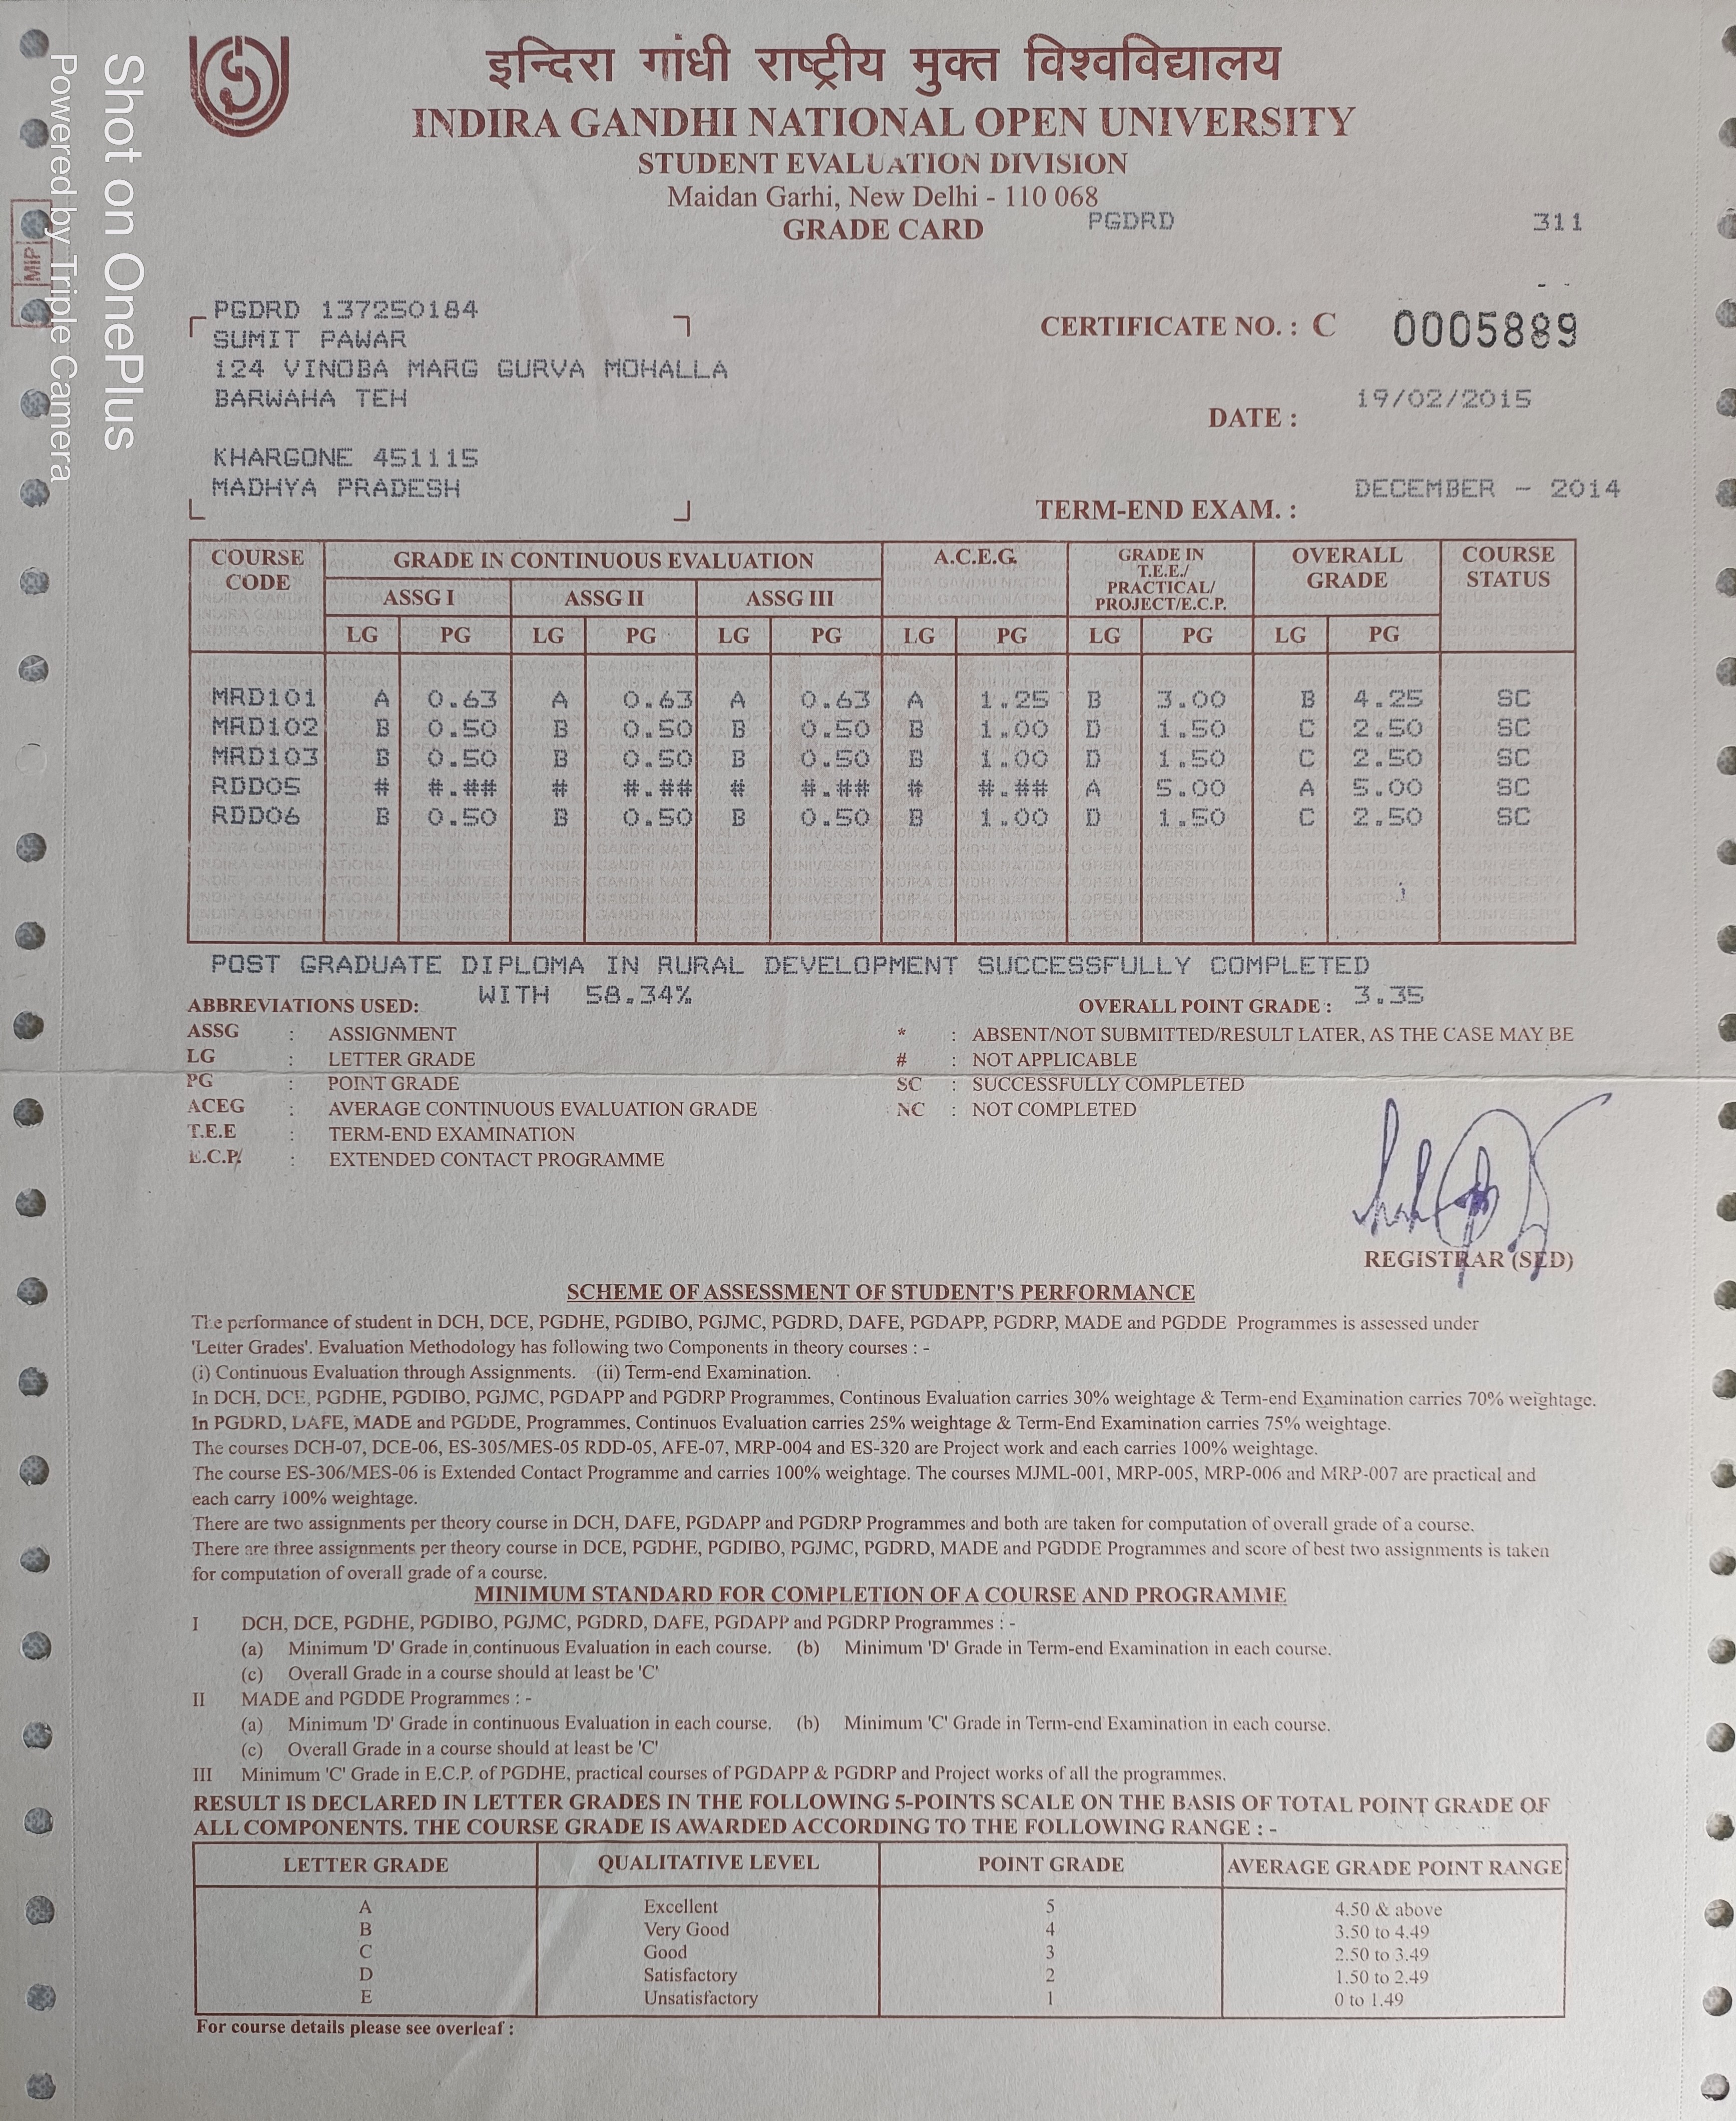 Shot on OnePlus
Powered by Triple Camera
MIP
इन्दिरा गांधी राष्ट्रीय मुक्त विश्वविद्यालय
INDIRA GANDHI NATIONAL OPEN UNIVERSITY
STUDENT EVALUATION DIVISION
Maidan Garhi, New Delhi - 110 068
GRADE CARD PGDRD 311
PGDRD 137250184
SUMIT PAWAR
124 VINOBA MARG GURVA MOHALLA
BARWAHA TEH
KHARGONE 451115
MADHYA PRADESH
CERTIFICATE NO. : C 0005889
DATE : 19/02/2015
TERM-END EXAM. : DECEMBER - 2014
COURSE CODE GRADE IN CONTINUOUS EVALUATION A.C.E.G. GRADE IN T.E.E./ PRACTICAL/ PROJECT/E.C.P. OVERALL GRADE COURSE STATUS
ASSG I ASSG II ASSG III
LG PG LG PG LG PG LG PG LG PG LG PG
MRD101 A 0.63 A 0.63 A 0.63 A 1.25 B 3.00 B 4.25 SC
MRD102 B 0.50 B 0.50 B 0.50 B 1.00 D 1.50 C 2.50 SC
MRD103 B 0.50 B 0.50 B 0.50 B 1.00 D 1.50 C 2.50 SC
RDD05 # #.## # #.## # #.## # #.## A 5.00 A 5.00 SC
RDD06 B 0.50 B 0.50 B 0.50 B 1.00 D 1.50 C 2.50 SC
POST GRADUATE DIPLOMA IN RURAL DEVELOPMENT SUCCESSFULLY COMPLETED
WITH 58.34%
ABBREVIATIONS USED: OVERALL POINT GRADE : 3.35
ASSG : ASSIGNMENT * : ABSENT/NOT SUBMITTED/RESULT LATER, AS THE CASE MAY BE
LG : LETTER GRADE # : NOT APPLICABLE
PG : POINT GRADE SC : SUCCESSFULLY COMPLETED
ACEG : AVERAGE CONTINUOUS EVALUATION GRADE NC : NOT COMPLETED
T.E.E : TERM-END EXAMINATION
E.C.P. : EXTENDED CONTACT PROGRAMME
REGISTRAR (SED)
SCHEME OF ASSESSMENT OF STUDENT'S PERFORMANCE
The performance of student in DCH, DCE, PGDHE, PGDIBO, PGJMC, PGDRD, DAFE, PGDAPP, PGDRP, MADE and PGDDE Programmes is assessed under
'Letter Grades'. Evaluation Methodology has following two Components in theory courses : -
(i) Continuous Evaluation through Assignments. (ii) Term-end Examination.
In DCH, DCE, PGDHE, PGDIBO, PGJMC, PGDAPP and PGDRP Programmes, Continous Evaluation carries 30% weightage & Term-end Examination carries 70% weightage.
In PGDRD, DAFE, MADE and PGDDE, Programmes, Continuos Evaluation carries 25% weightage & Term-End Examination carries 75% weightage.
The courses DCH-07, DCE-06, ES-305/MES-05 RDD-05, AFE-07, MRP-004 and ES-320 are Project work and each carries 100% weightage.
The course ES-306/MES-06 is Extended Contact Programme and carries 100% weightage. The courses MJML-001, MRP-005, MRP-006 and MRP-007 are practical and
each carry 100% weightage.
There are two assignments per theory course in DCH, DAFE, PGDAPP and PGDRP Programmes and both are taken for computation of overall grade of a course.
There are three assignments per theory course in DCE, PGDHE, PGDIBO, PGJMC, PGDRD, MADE and PGDDE Programmes and score of best two assignments is taken
for computation of overall grade of a course.
MINIMUM STANDARD FOR COMPLETION OF A COURSE AND PROGRAMME
I DCH, DCE, PGDHE, PGDIBO, PGJMC, PGDRD, DAFE, PGDAPP and PGDRP Programmes : -
(a) Minimum 'D' Grade in continuous Evaluation in each course. (b) Minimum 'D' Grade in Term-end Examination in each course.
(c) Overall Grade in a course should at least be 'C'
II MADE and PGDDE Programmes : -
(a) Minimum 'D' Grade in continuous Evaluation in each course. (b) Minimum 'C' Grade in Term-end Examination in each course.
(c) Overall Grade in a course should at least be 'C'
III Minimum 'C' Grade in E.C.P. of PGDHE, practical courses of PGDAPP & PGDRP and Project works of all the programmes.
RESULT IS DECLARED IN LETTER GRADES IN THE FOLLOWING 5-POINTS SCALE ON THE BASIS OF TOTAL POINT GRADE OF
ALL COMPONENTS. THE COURSE GRADE IS AWARDED ACCORDING TO THE FOLLOWING RANGE : -
LETTER GRADE QUALITATIVE LEVEL POINT GRADE AVERAGE GRADE POINT RANGE
A Excellent 5 4.50 & above
B Very Good 4 3.50 to 4.49
C Good 3 2.50 to 3.49
D Satisfactory 2 1.50 to 2.49
E Unsatisfactory 1 0 to 1.49
For course details please see overleaf :